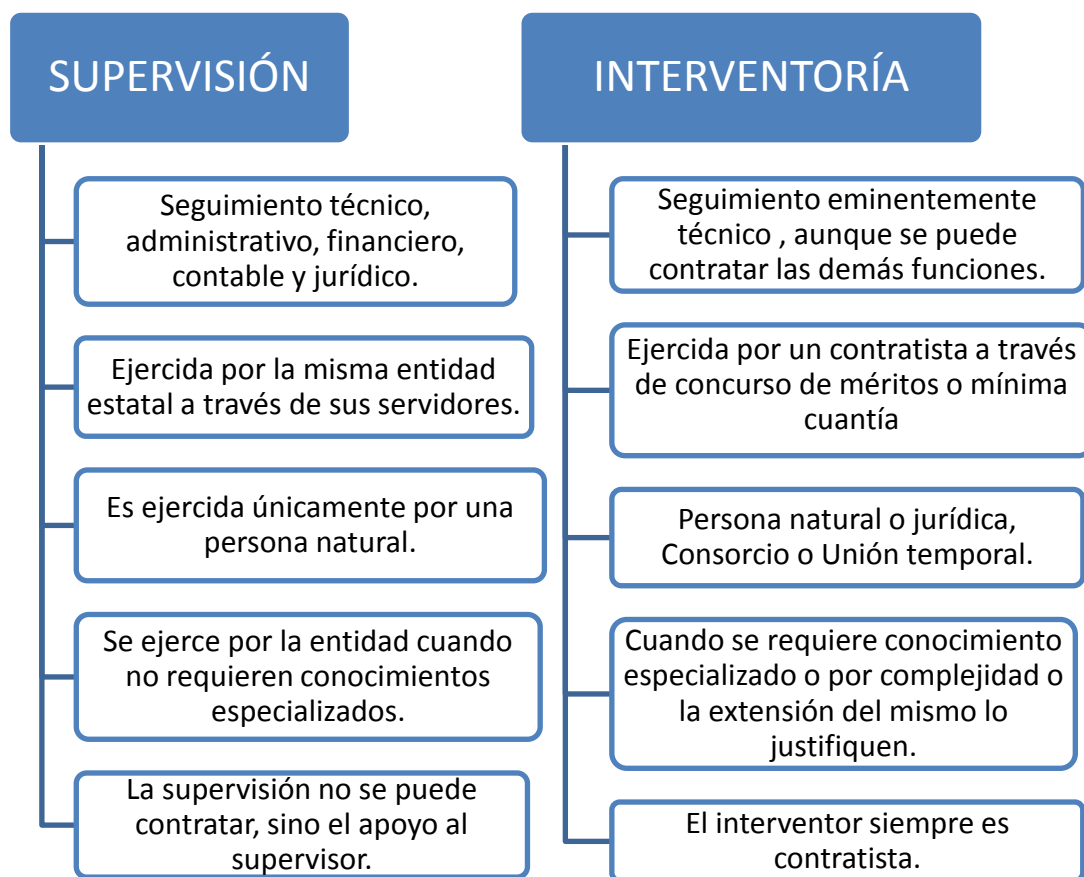 SUPERVISIÓN
Seguimiento técnico,
administrativo, financiero,
contable y jurídico.
Ejercida por la misma entidad
estatal a través de sus servidores.
Es ejercida únicamente por una
persona natural.
Se ejerce por la entidad cuando
no requieren conocimientos
especializados.
La supervisión no se puede
contratar, sino el apoyo al
supervisor.
INTERVENTORÍA
Seguimiento eminentemente
técnico , aunque se puede
contratar las demás funciones.
Ejercida por un contratista a través
de concurso de méritos o mínima
cuantía
Persona natural o jurídica,
Consorcio o Unión temporal.
Cuando se requiere conocimiento
especializado o por complejidad o
la extensión del mismo lo
justifiquen.
El interventor siempre es
contratista.